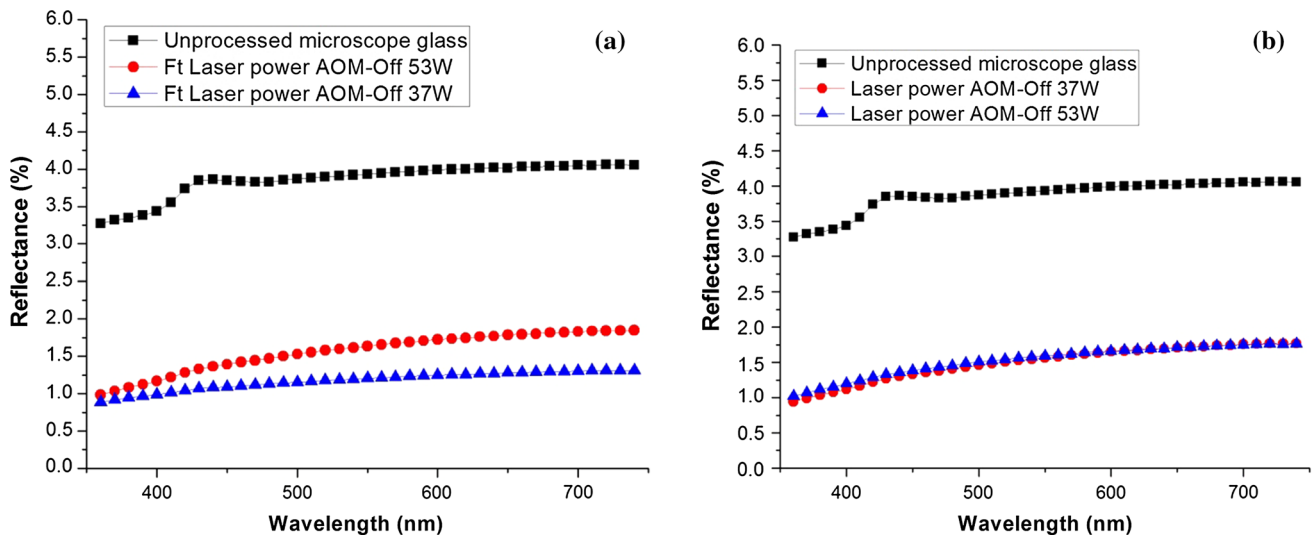 (a)
Unprocessed microscope glass
Ft Laser power AOM-Off 53W
Ft Laser power AOM-Off 37W
6.0
5.5
5.0
4.5
4.0
3.5
3.0
2.5
2.0
1.5
1.0
0.5
0.0
Reflectance (%)
400
500
600
700
Wavelength (nm)
(b)
Unprocessed microscope glass
Laser power AOM-Off 37W
Laser power AOM-Off 53W
6.0
5.5
5.0
4.5
4.0
3.5
3.0
2.5
2.0
1.5
1.0
0.5
0.0
Reflectance (%)
400
500
600
700
Wavelength (nm)